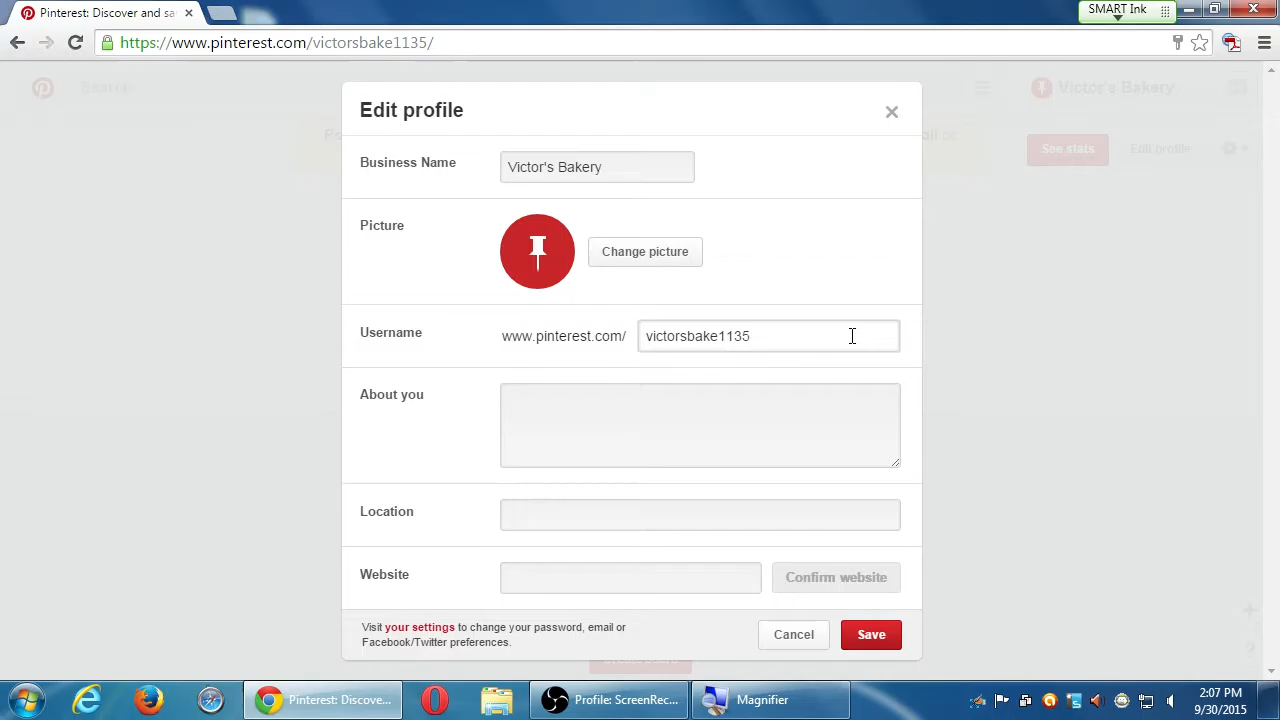 Pinterest: Discover and sa
SMART Ink
https://www.pinterest.com/victorsbake1135/
Search
Victor's Bakery
Edit profile
See stats
Edit profile
Business Name
Victor's Bakery
Picture
Change picture
Username
www.pinterest.com/
victorsbake1135
About you
Location
Website
Confirm website
Visit your settings to change your password, email or
Facebook/Twitter preferences.
Cancel
Save
Pinterest: Discove...
Profile: ScreenRec...
Magnifier
2:07 PM
9/30/2015